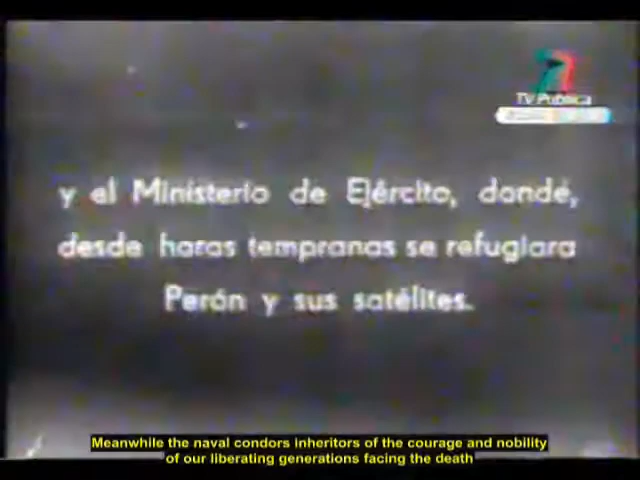 TV Pública
y el Ministerio de Ejército, donde,
desde horas tempranas se refugiara
Perón y sus satélites.
Meanwhile the naval condors inheritors of the courage and nobility
of our liberating generations facing the death